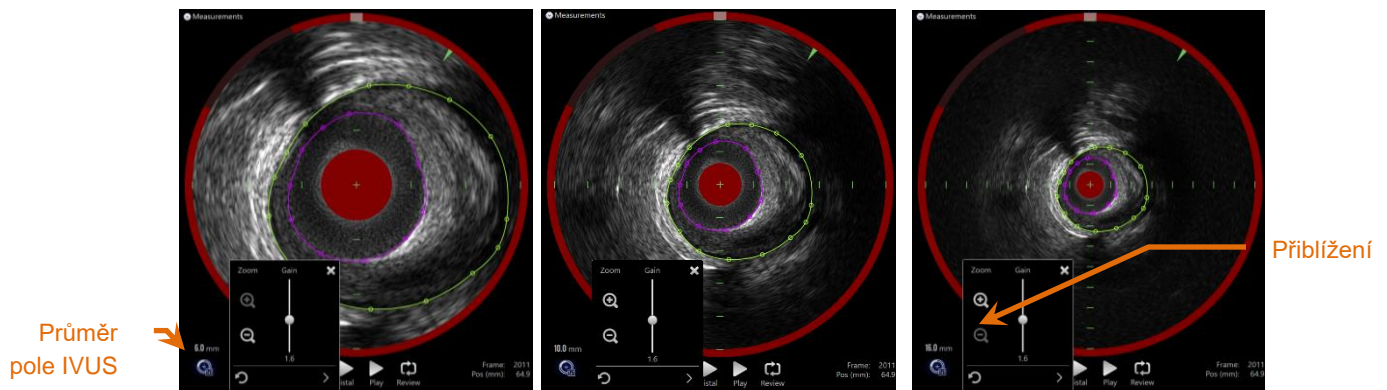 Measurements
Zoom Gain
1.6
6.0 mm
istal Play Review
Frame: 2011
Pos (mm): 64.9
Measurements
Zoom Gain
1.6
10.0 mm
istal Play Review
Frame: 2011
Pos (mm): 64.9
Measurements
Zoom Gain
1.6
16.0 mm
istal Play Review
Frame: 2011
Pos (mm): 64.9
Průměr
pole IVUS
Přiblížení